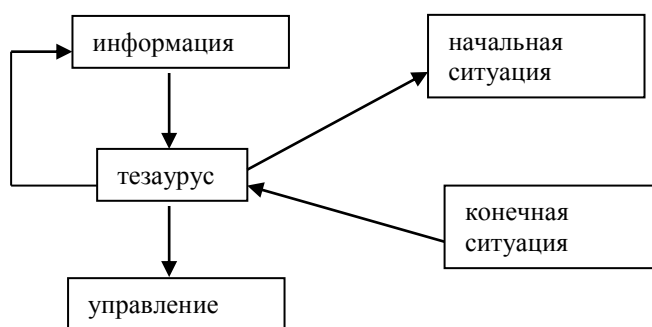 информация
начальная
ситуация
тезаурус
конечная
ситуация
управление